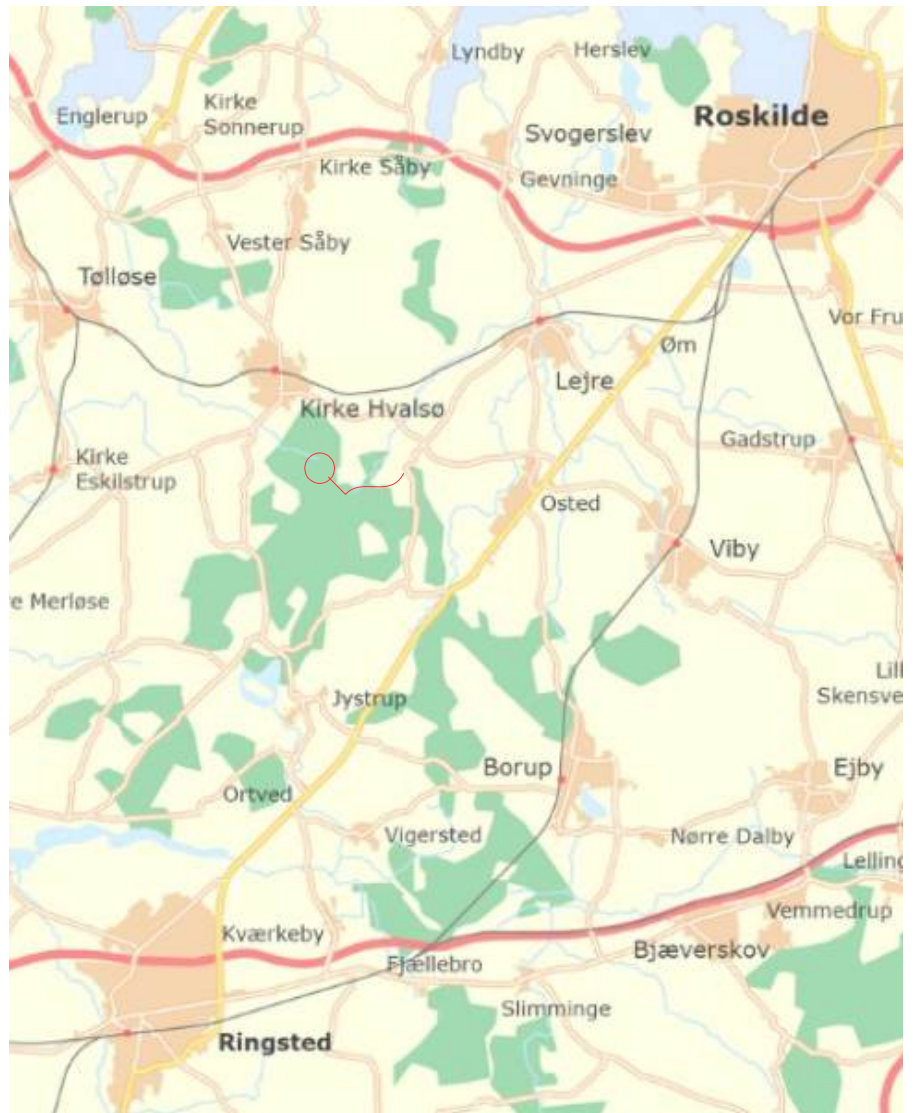 Lyndby
Herslev
Englerup
Kirke
Sonnerup
Roskilde
Svogerslev
Kirke Såby
Gevninge
Vester Såby
Tølløse
Vor Fru
Øm
Lejre
Kirke Hvalsø
Gadstrup
Kirke
Eskilstrup
Osted
Viby
e Merløse
Lill
Skensve
Jystrup
Borup
Ejby
Ortved
Vigersted
Nørre Dalby
Lelling
Vemmedrup
Kværkeby
Bjæverskov
Fjællebro
Slimminge
Ringsted